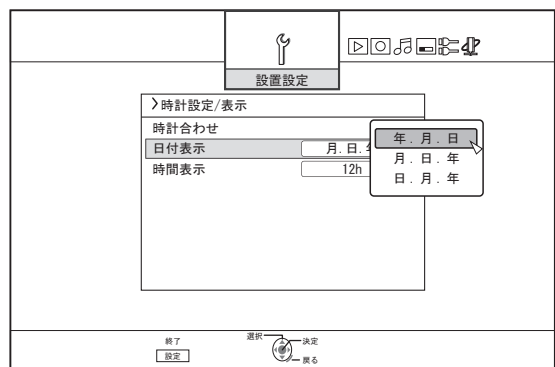 設置設定
〉時計設定/表示
時計合わせ
日付表示 月.日.
時間表示 12h
年.月.日
月.日.年
日.月.年
終了 選択 決定
設定 戻る